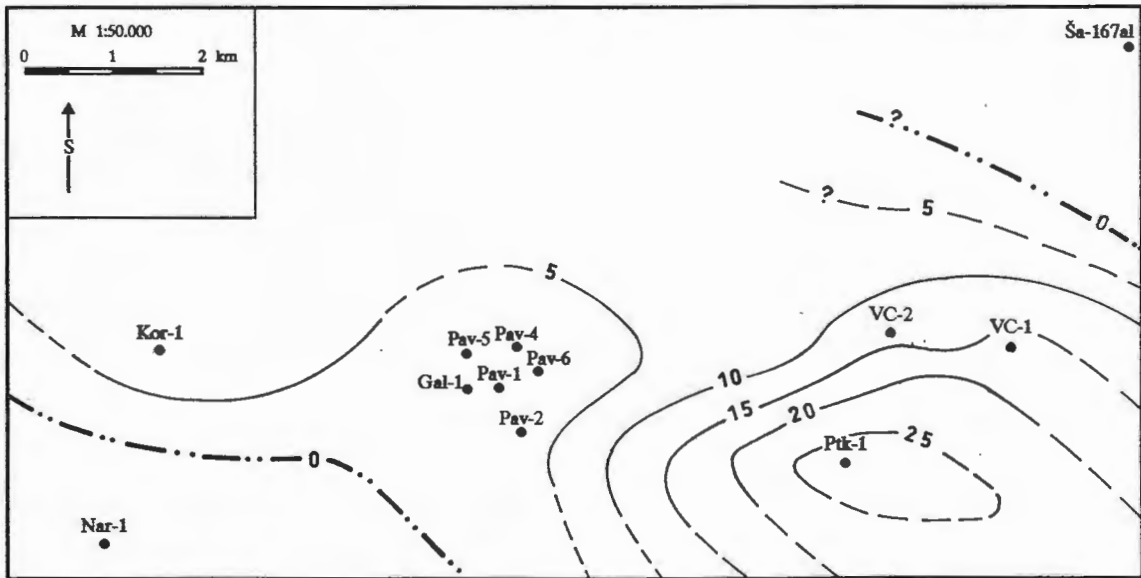 M 1:50.000
0 1 2 km
S
Ša-167al
?
0
?
5
5
VC-2
VC-1
Kor-1
Pav-5
Pav-4
Pav-6
Gal-1
Pav-1
Pav-2
10
15
20
25
Ptk-1
0
Nar-1